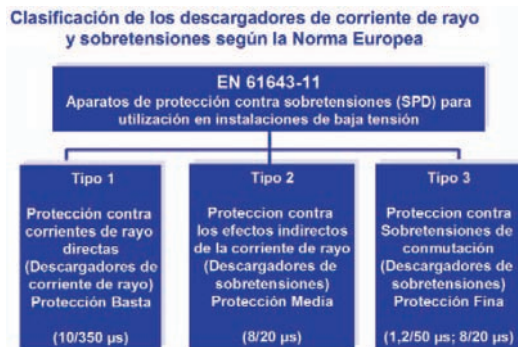 Clasificación de los descargadores de corriente de rayo
y sobretensiones según la Norma Europea
EN 61643-11
Aparatos de protección contra sobretensiones (SPD) para
utilización en instalaciones de baja tensión
Tipo 1
Protección contra
corrientes de rayo
directas
(Descargadores de
corriente de rayo)
Protección Basta
(10/350 µs)
Tipo 2
Proteccion contra
los efectos indirectos
de la corriente de rayo
(Descargadores de
sobretensiones)
Protección Media
(8/20 µs)
Tipo 3
Proteccion contra
Sobretensiones de
conmutación
(Descargadores de
sobretensiones)
Protección Fina
(1,2/50 µs; 8/20 µs)